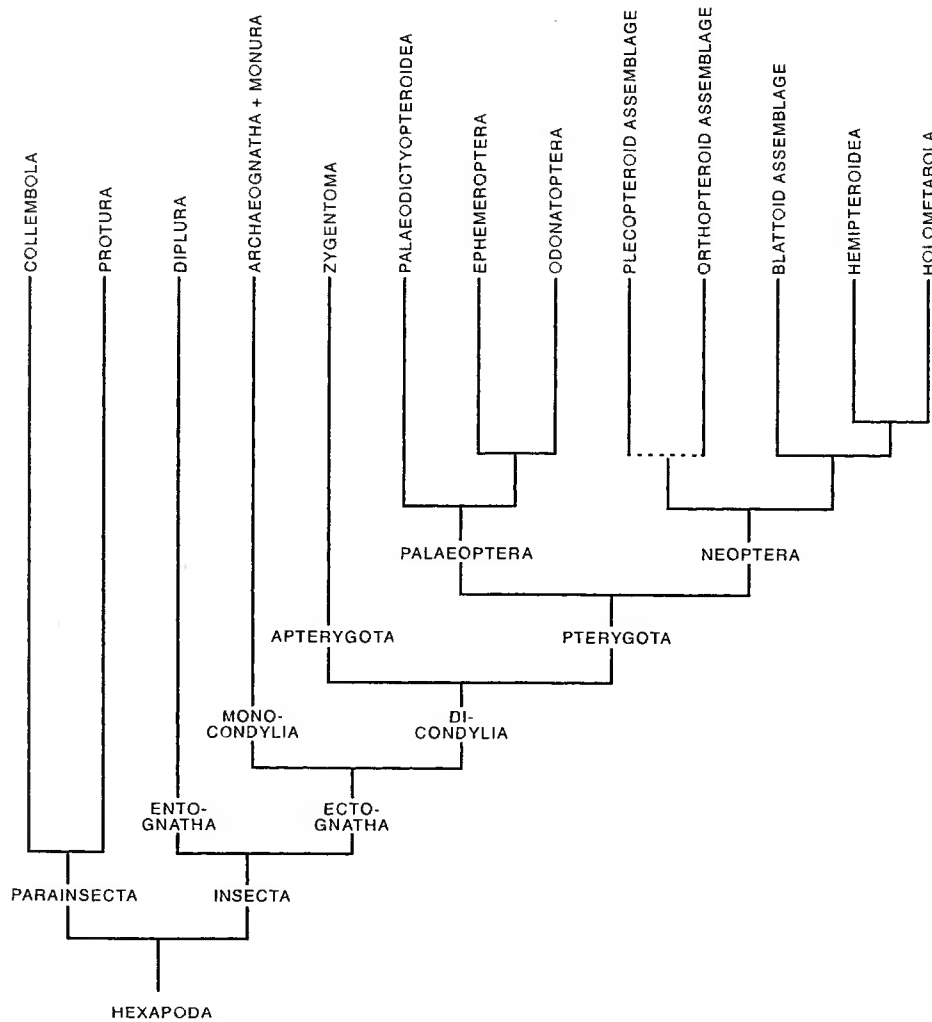 COLLEMBOLA
PROTURA
DIPLURA
ARCHAEOGNATHA + MONURA
ZYGENTOMA
PALAEODICTYOPTEROIDEA
EPHEMEROPTERA
ODONATOPTERA
PLECOPTEROID ASSEMBLAGE
ORTHOPTEROID ASSEMBLAGE
BLATTOID ASSEMBLAGE
HEMIPTEROIDEA
HOLOMETABOLA
PALAEOPTERA
NEOPTERA
APTERYGOTA
PTERYGOTA
MONO-
CONDYLIA
DI-
CONDYLIA
ENTO-
GNATHA
ECTO-
GNATHA
PARAINSECTA
INSECTA
HEXAPODA